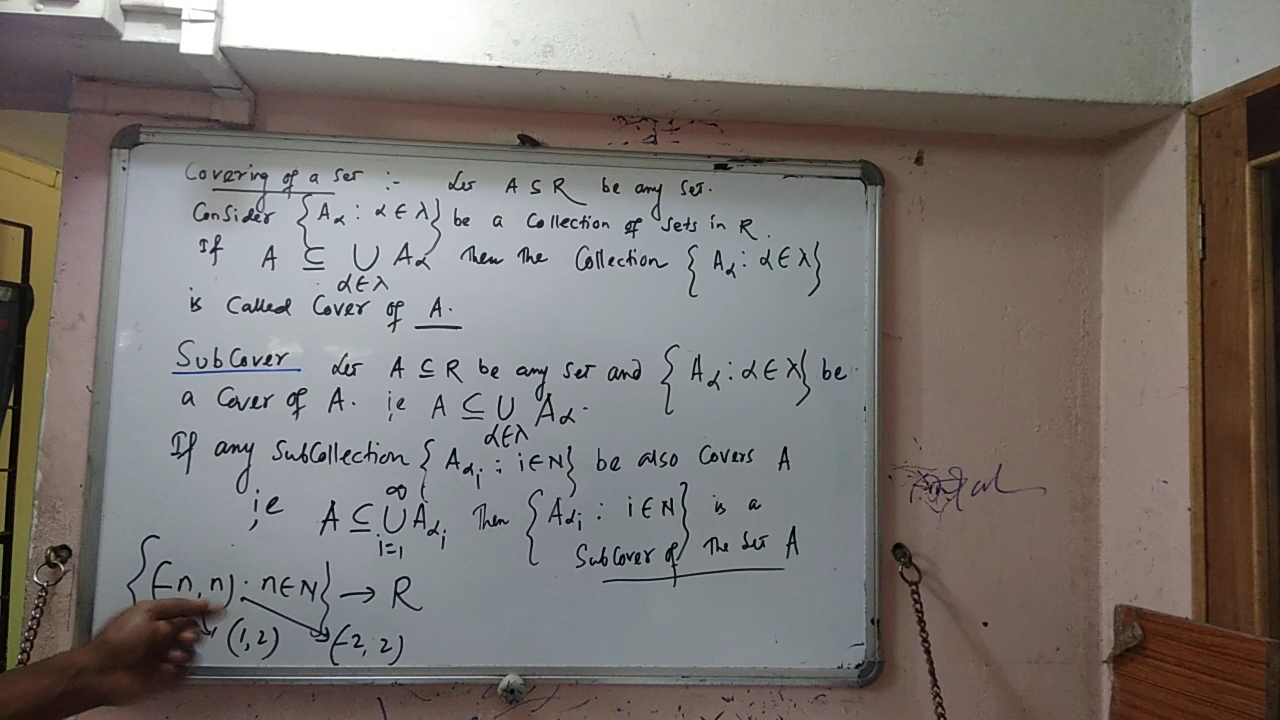 Covering of a set :- Let A ⊆ R be any set.
Consider {Aα : α ∈ λ} be a Collection of sets in R.
If A ⊆ ∪ Aα Then The Collection {Aα : α ∈ λ}
α ∈ λ
is Called Cover of A.
SubCover Let A ⊆ R be any set and {Aα : α ∈ λ} be
a Cover of A. ie A ⊆ ∪ Aα.
α ∈ λ
If any SubCollection {Aαi : i ∈ N} be also Covers A
∞
ie A ⊆ ∪ Aαi Then {Aαi : i ∈ N} is a
i=1
SubCover of The Set A
{(-n, n) : n ∈ N} → R
(1, 2) (-2, 2)